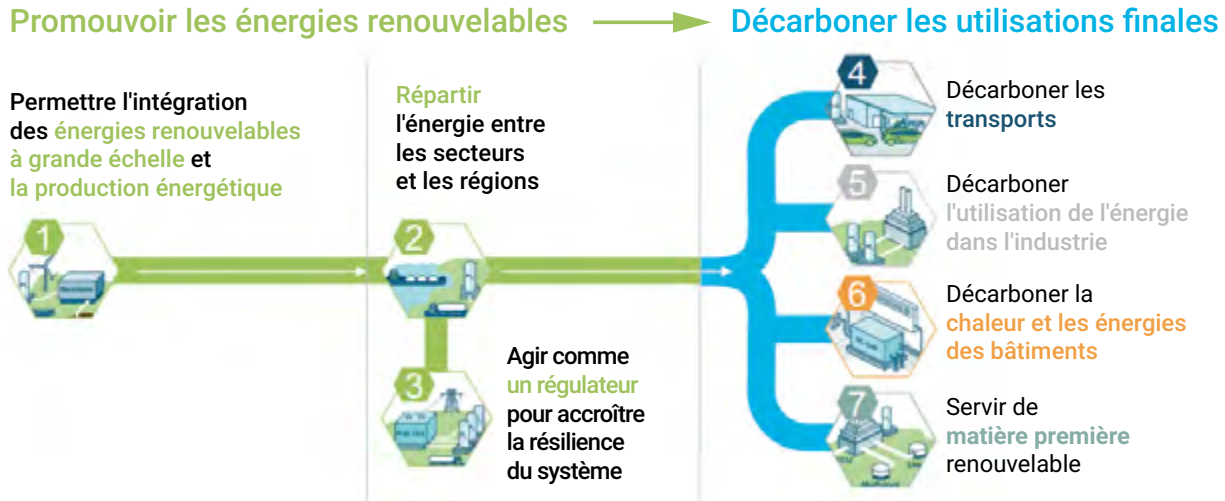 Promouvoir les énergies renouvelables
Décarboner les utilisations finales
Permettre l'intégration
des énergies renouvelables
à grande échelle et
la production énergétique
1
Répartir
l'énergie entre
les secteurs
et les régions
2
Agir comme
un régulateur
pour accroître
la résilience
du système
3
4
Décarboner les
transports
5
Décarboner
l'utilisation de l'énergie
dans l'industrie
6
Décarboner la
chaleur et les énergies
des bâtiments
7
Servir de
matière première
renouvelable